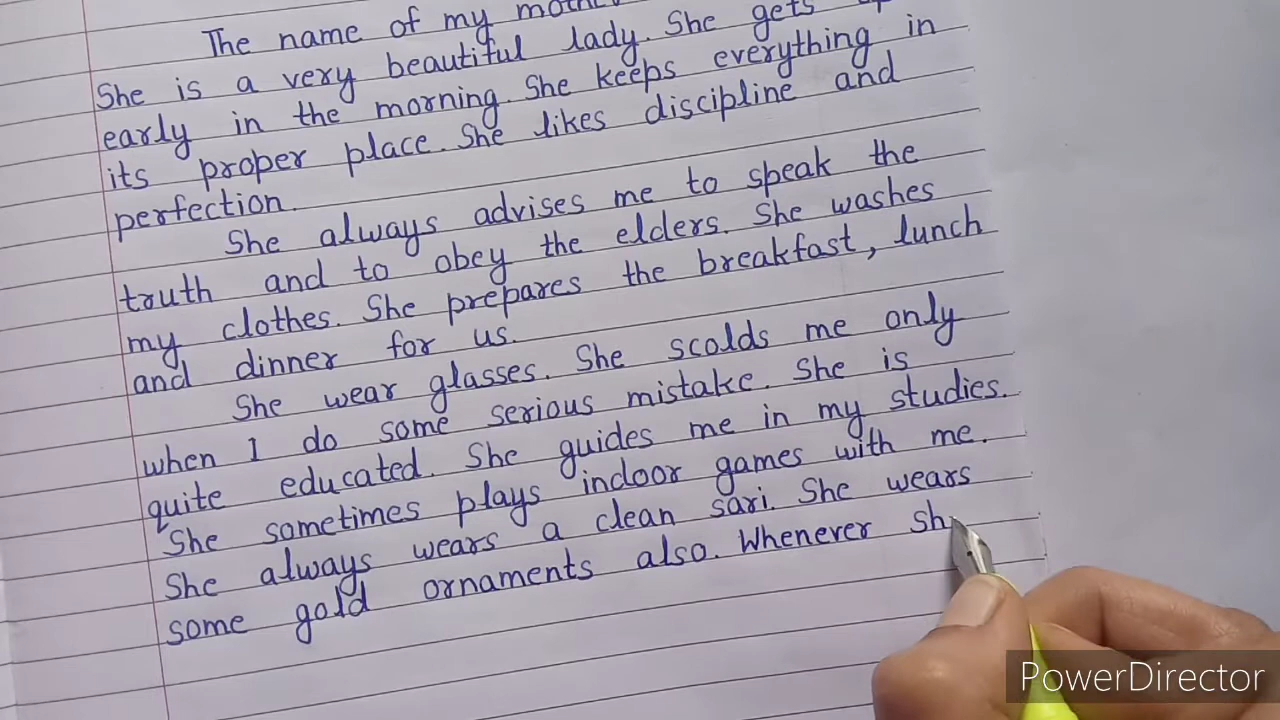 The name of my mother
She is a very beautiful lady. She gets up
early in the morning. She keeps everything in
its proper place. She likes discipline and
perfection.
She always advises me to speak the
truth and to obey the elders. She washes
my clothes. She prepares the breakfast, lunch
and dinner for us.
She wear glasses. She scolds me only
when I do some serious mistake. She is
quite educated. She guides me in my studies.
She sometimes plays indoor games with me.
She always wears a clean sari. She wears
some gold ornaments also. Whenever sh
PowerDirector